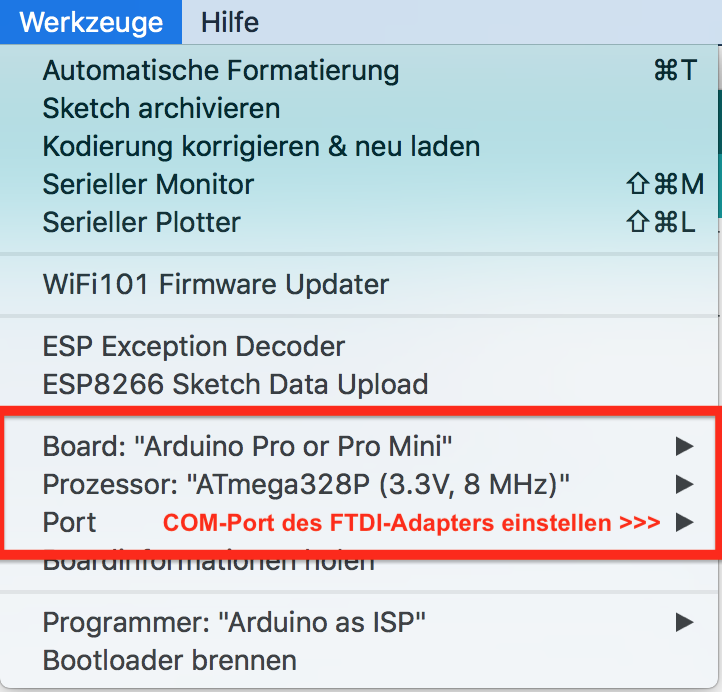 Werkzeuge Hilfe
Automatische Formatierung ⌘T
Sketch archivieren
Kodierung korrigieren & neu laden
Serieller Monitor ⇧⌘M
Serieller Plotter ⇧⌘L
WiFi101 Firmware Updater
ESP Exception Decoder
ESP8266 Sketch Data Upload
Board: "Arduino Pro or Pro Mini" ▶
Prozessor: "ATmega328P (3.3V, 8 MHz)" ▶
Port COM-Port des FTDI-Adapters einstellen >>> ▶
Boardinformationen holen
Programmer: "Arduino as ISP" ▶
Bootloader brennen